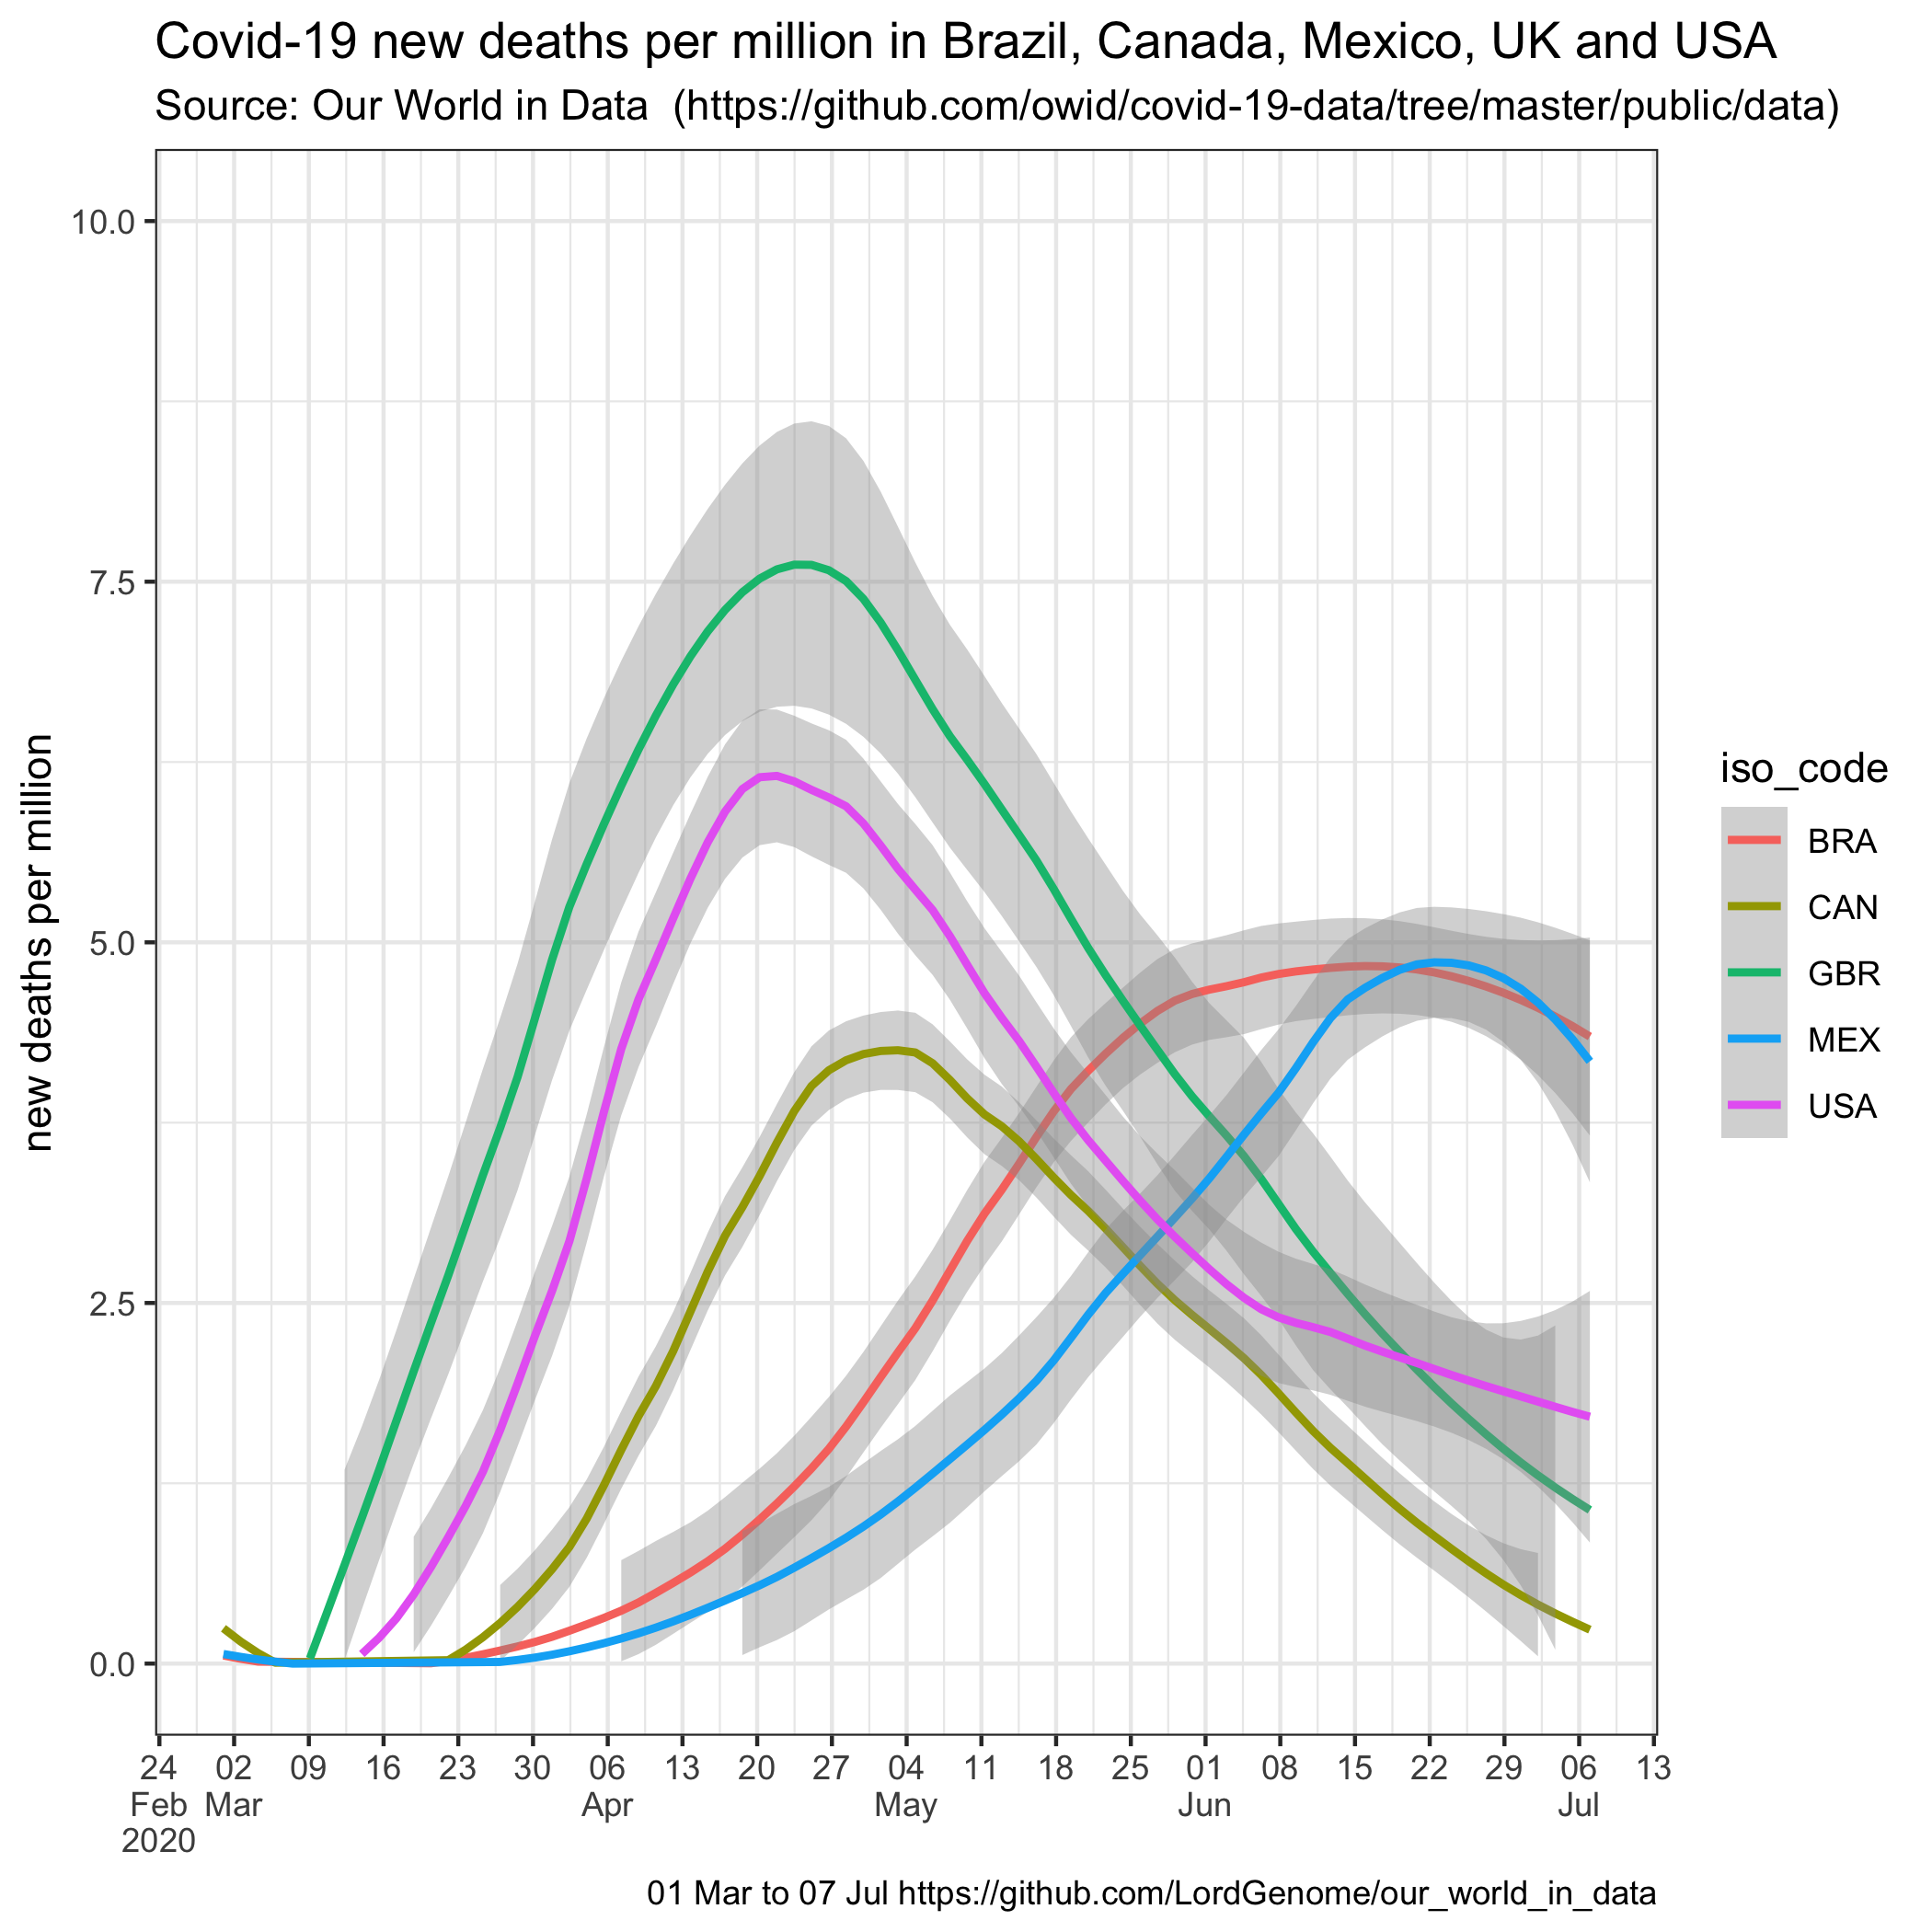 Covid-19 new deaths per million in Brazil, Canada, Mexico, UK and USA
Source: Our World in Data  (https://github.com/owid/covid-19-data/tree/master/public/data)
new deaths per million
10.0
7.5
5.0
2.5
0.0
24 02 09 16 23 30 06 13 20 27 04 11 18 25 01 08 15 22 29 06 13
Feb Mar Apr May Jun Jul
2020
iso_code
BRA
CAN
GBR
MEX
USA
01 Mar to 07 Jul https://github.com/LordGenome/our_world_in_data